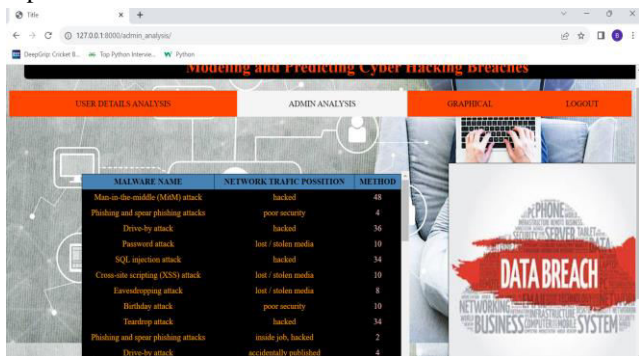 Title
127.0.0.1:8000/admin_analysis/
DeepGrip: Cricket B... Top Python Intervie... Python
Modeling and Predicting Cyber Hacking Breaches
USER DETAILS ANALYSIS ADMIN ANALYSIS GRAPHICAL LOGOUT
MALWARE NAME NETWORK TRAFIC POSSITION METHOD
Man-in-the-middle (MitM) attack hacked 48
Phishing and spear phishing attacks poor security 4
Drive-by attack hacked 36
Password attack lost / stolen media 10
SQL injection attack hacked 34
Cross-site scripting (XSS) attack lost / stolen media 10
Eavesdropping attack lost / stolen media 8
Birthday attack poor security 10
Teardrop attack hacked 34
Phishing and spear phishing attacks inside job, hacked 2
Drive-by attack accidentally published 4
PHONE
SECURITY SERVER TABLET
DATA
DATA BREACH
NETWORKING
INFRASTRUCTURE
BUSINESS COMPUTER MOBILE SYSTEM